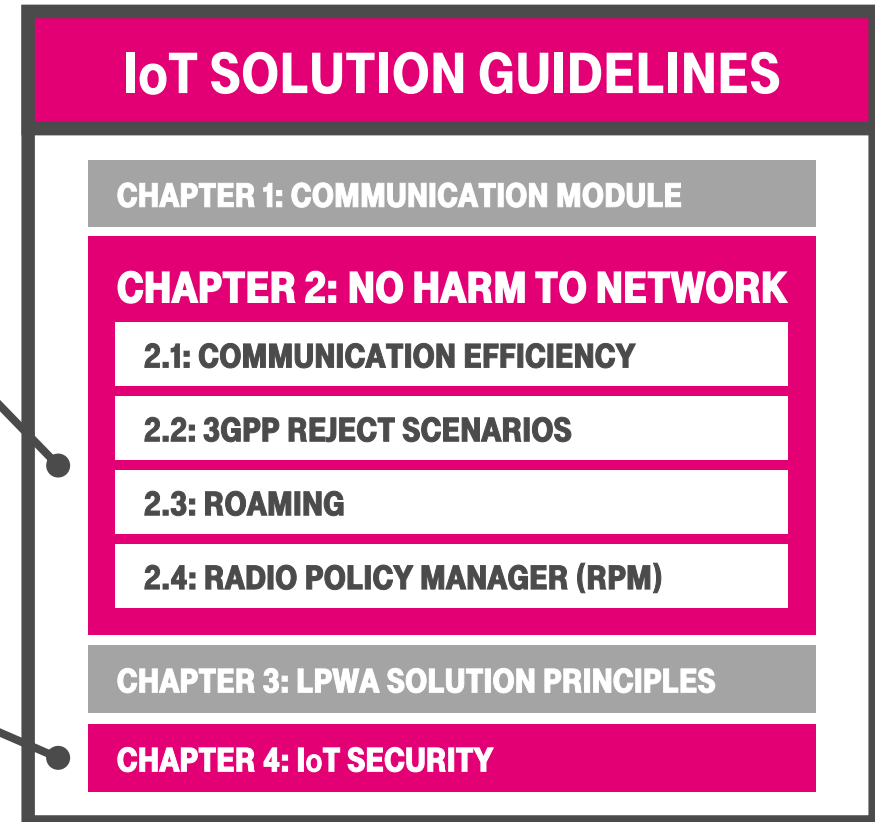 IoT SOLUTION GUIDELINES
CHAPTER 1: COMMUNICATION MODULE
CHAPTER 2: NO HARM TO NETWORK
2.1: COMMUNICATION EFFICIENCY
2.2: 3GPP REJECT SCENARIOS
2.3: ROAMING
2.4: RADIO POLICY MANAGER (RPM)
CHAPTER 3: LPWA SOLUTION PRINCIPLES
CHAPTER 4: IoT SECURITY